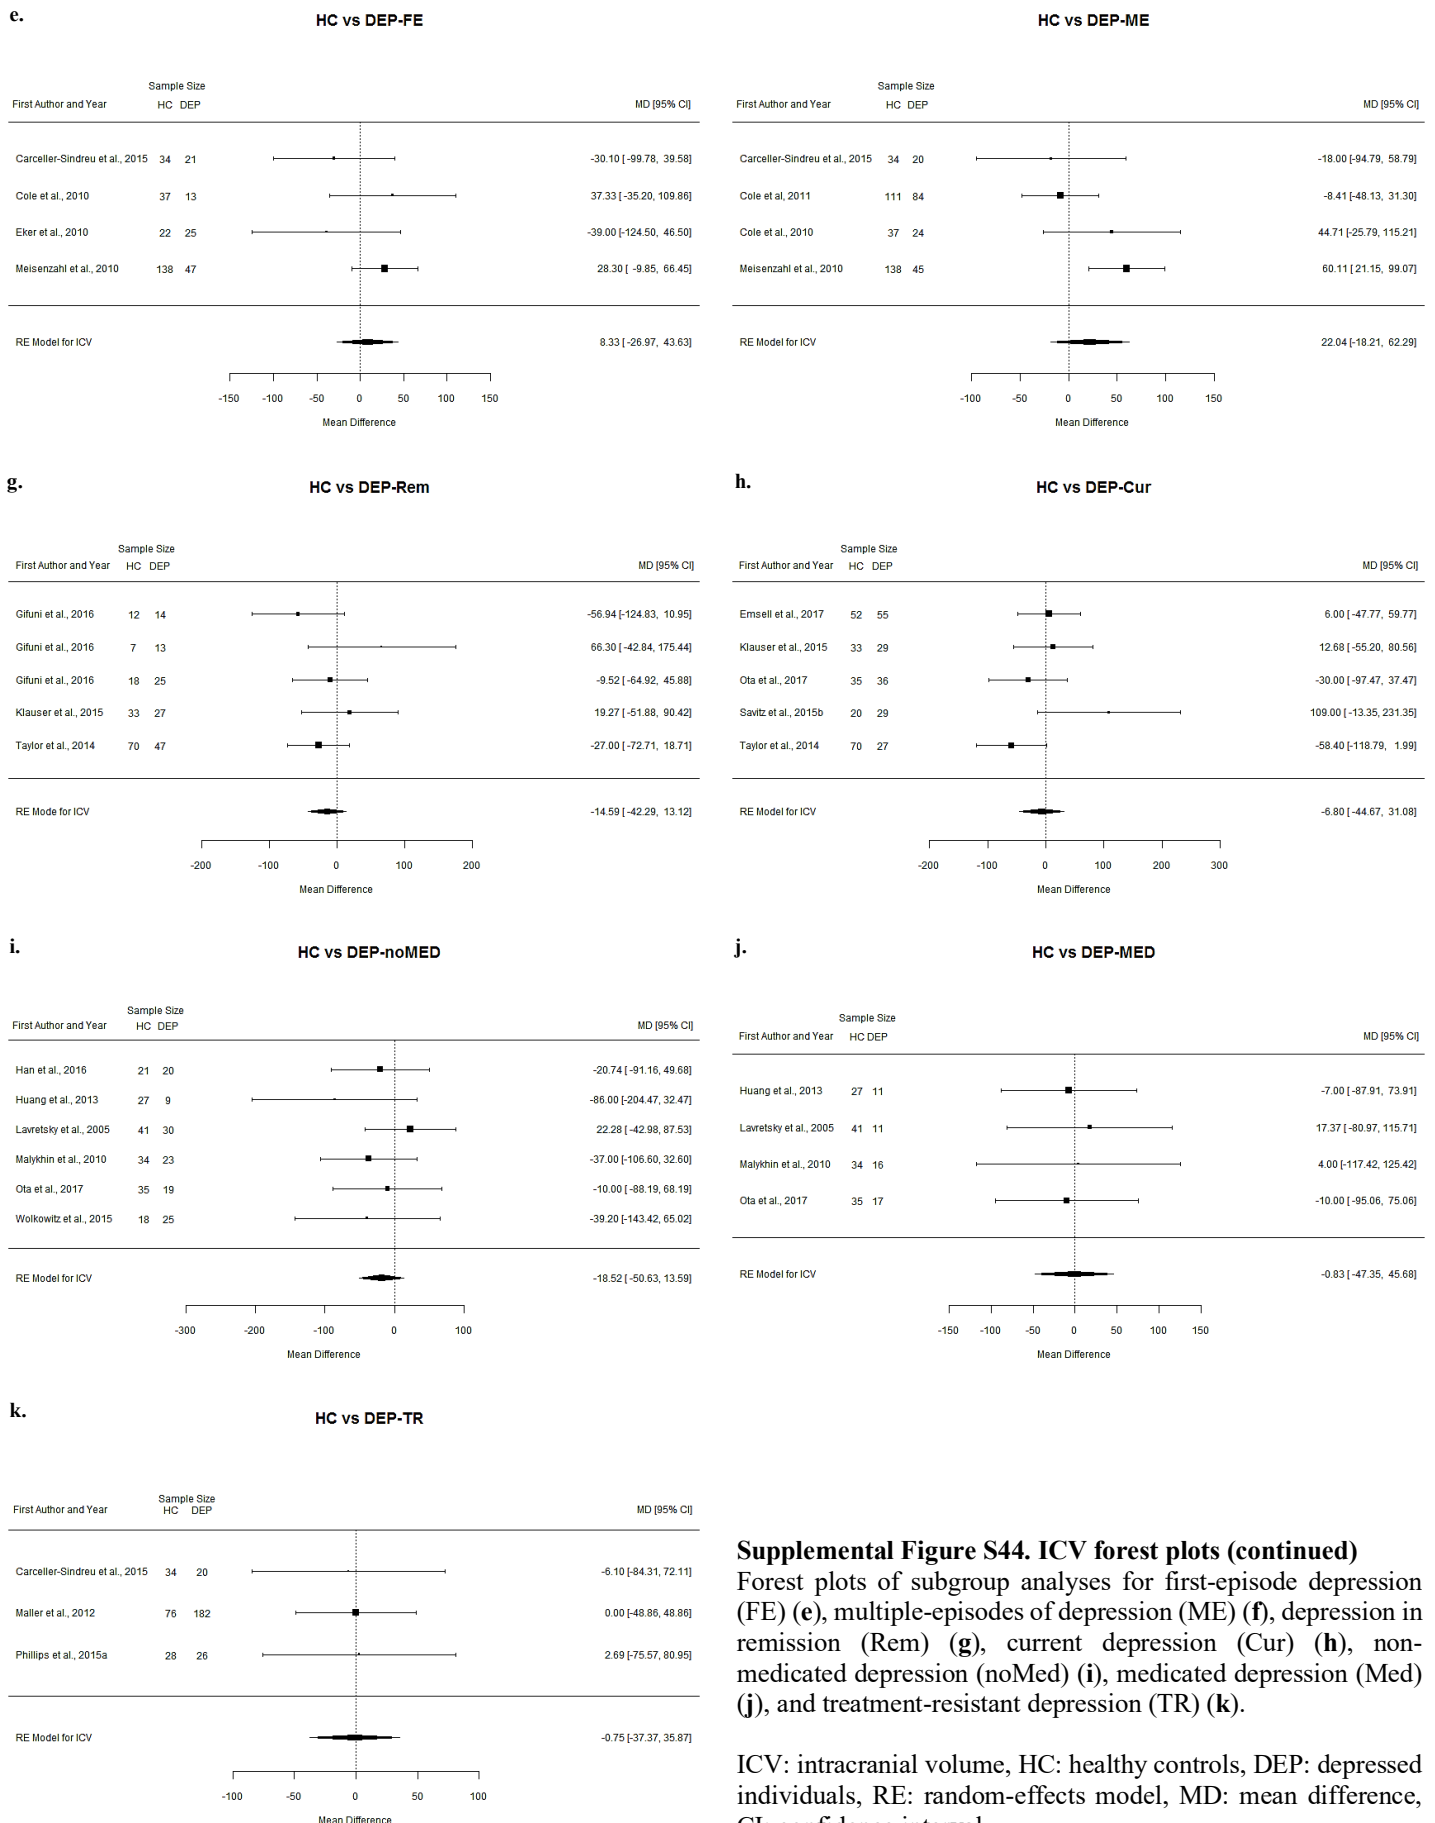 e.
HC vs DEP-FE
Sample Size
First Author and Year HC DEP MD [95% CI]
Carceller-Sindreu et al., 2015 34 21 -30.10 [ -99.78, 39.58]
Cole et al., 2010 37 13 37.33 [ -35.20, 109.86]
Eker et al., 2010 22 25 -39.00 [-124.50, 46.50]
Meisenzahl et al., 2010 138 47 28.30 [ -9.85, 66.45]
RE Model for ICV 8.33 [ -26.97, 43.63]
-150 -100 -50 0 50 100 150
Mean Difference
HC vs DEP-ME
Sample Size
First Author and Year HC DEP MD [95% CI]
Carceller-Sindreu et al., 2015 34 20 -18.00 [-94.79, 58.79]
Cole et al, 2011 111 84 -8.41 [-48.13, 31.30]
Cole et al., 2010 37 24 44.71 [-25.79, 115.21]
Meisenzahl et al., 2010 138 45 60.11 [ 21.15, 99.07]
RE Model for ICV 22.04 [-18.21, 62.29]
-100 -50 0 50 100 150
Mean Difference
g.
HC vs DEP-Rem
Sample Size
First Author and Year HC DEP MD [95% CI]
Gifuni et al., 2016 12 14 -56.94 [-124.83, 10.95]
Gifuni et al., 2016 7 13 66.30 [ -42.84, 175.44]
Gifuni et al., 2016 18 25 -9.52 [ -64.92, 45.88]
Klauser et al., 2015 33 27 19.27 [ -51.88, 90.42]
Taylor et al., 2014 70 47 -27.00 [ -72.71, 18.71]
RE Mode for ICV -14.59 [ -42.29, 13.12]
-200 -100 0 100 200
Mean Difference
h.
HC vs DEP-Cur
Sample Size
First Author and Year HC DEP MD [95% CI]
Emsell et al., 2017 52 55 6.00 [ -47.77, 59.77]
Klauser et al., 2015 33 29 12.68 [ -55.20, 80.56]
Ota et al., 2017 35 36 -30.00 [ -97.47, 37.47]
Savitz et al., 2015b 20 29 109.00 [ -13.35, 231.35]
Taylor et al., 2014 70 27 -58.40 [-118.79, 1.99]
RE Model for ICV -6.80 [ -44.67, 31.08]
-200 -100 0 100 200 300
Mean Difference
i.
HC vs DEP-noMED
Sample Size
First Author and Year HC DEP MD [95% CI]
Han et al., 2016 21 20 -20.74 [ -91.16, 49.68]
Huang et al., 2013 27 9 -86.00 [-204.47, 32.47]
Lavretsky et al., 2005 41 30 22.28 [ -42.98, 87.53]
Malykhin et al., 2010 34 23 -37.00 [-106.60, 32.60]
Ota et al., 2017 35 19 -10.00 [ -88.19, 68.19]
Wolkowitz et al., 2015 18 25 -39.20 [-143.42, 65.02]
RE Model for ICV -18.52 [ -50.63, 13.59]
-300 -200 -100 0 100
Mean Difference
j.
HC vs DEP-MED
Sample Size
First Author and Year HC DEP MD [95% CI]
Huang et al., 2013 27 11 -7.00 [ -87.91, 73.91]
Lavretsky et al., 2005 41 11 17.37 [ -80.97, 115.71]
Malykhin et al., 2010 34 16 4.00 [-117.42, 125.42]
Ota et al., 2017 35 17 -10.00 [ -95.06, 75.06]
RE Model for ICV -0.83 [ -47.35, 45.68]
-150 -100 -50 0 50 100 150
Mean Difference
k.
HC vs DEP-TR
Sample Size
First Author and Year HC DEP MD [95% CI]
Carceller-Sindreu et al., 2015 34 20 -6.10 [-84.31, 72.11]
Maller et al., 2012 76 182 0.00 [-48.86, 48.86]
Phillips et al., 2015a 28 26 2.69 [-75.57, 80.95]
RE Model for ICV -0.75 [-37.37, 35.87]
-100 -50 0 50 100
Mean Difference
Supplemental Figure S44. ICV forest plots (continued)
Forest plots of subgroup analyses for first-episode depression
(FE) (e), multiple-episodes of depression (ME) (f), depression in
remission (Rem) (g), current depression (Cur) (h), non-
medicated depression (noMed) (i), medicated depression (Med)
(j), and treatment-resistant depression (TR) (k).
ICV: intracranial volume, HC: healthy controls, DEP: depressed
individuals, RE: random-effects model, MD: mean difference,